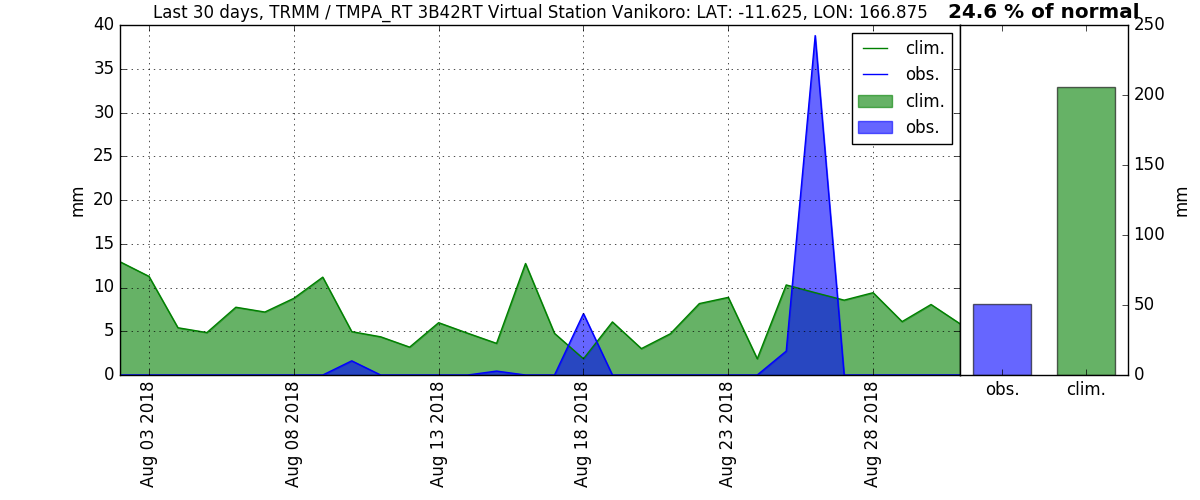 Last 30 days, TRMM / TMPA_RT 3B42RT Virtual Station Vanikoro: LAT: -11.625, LON: 166.875
24.6 % of normal
40
35
30
25
20
15
10
5
0
mm
clim.
obs.
clim.
obs.
Aug 03 2018
Aug 08 2018
Aug 13 2018
Aug 18 2018
Aug 23 2018
Aug 28 2018
250
200
150
100
50
0
mm
obs.
clim.